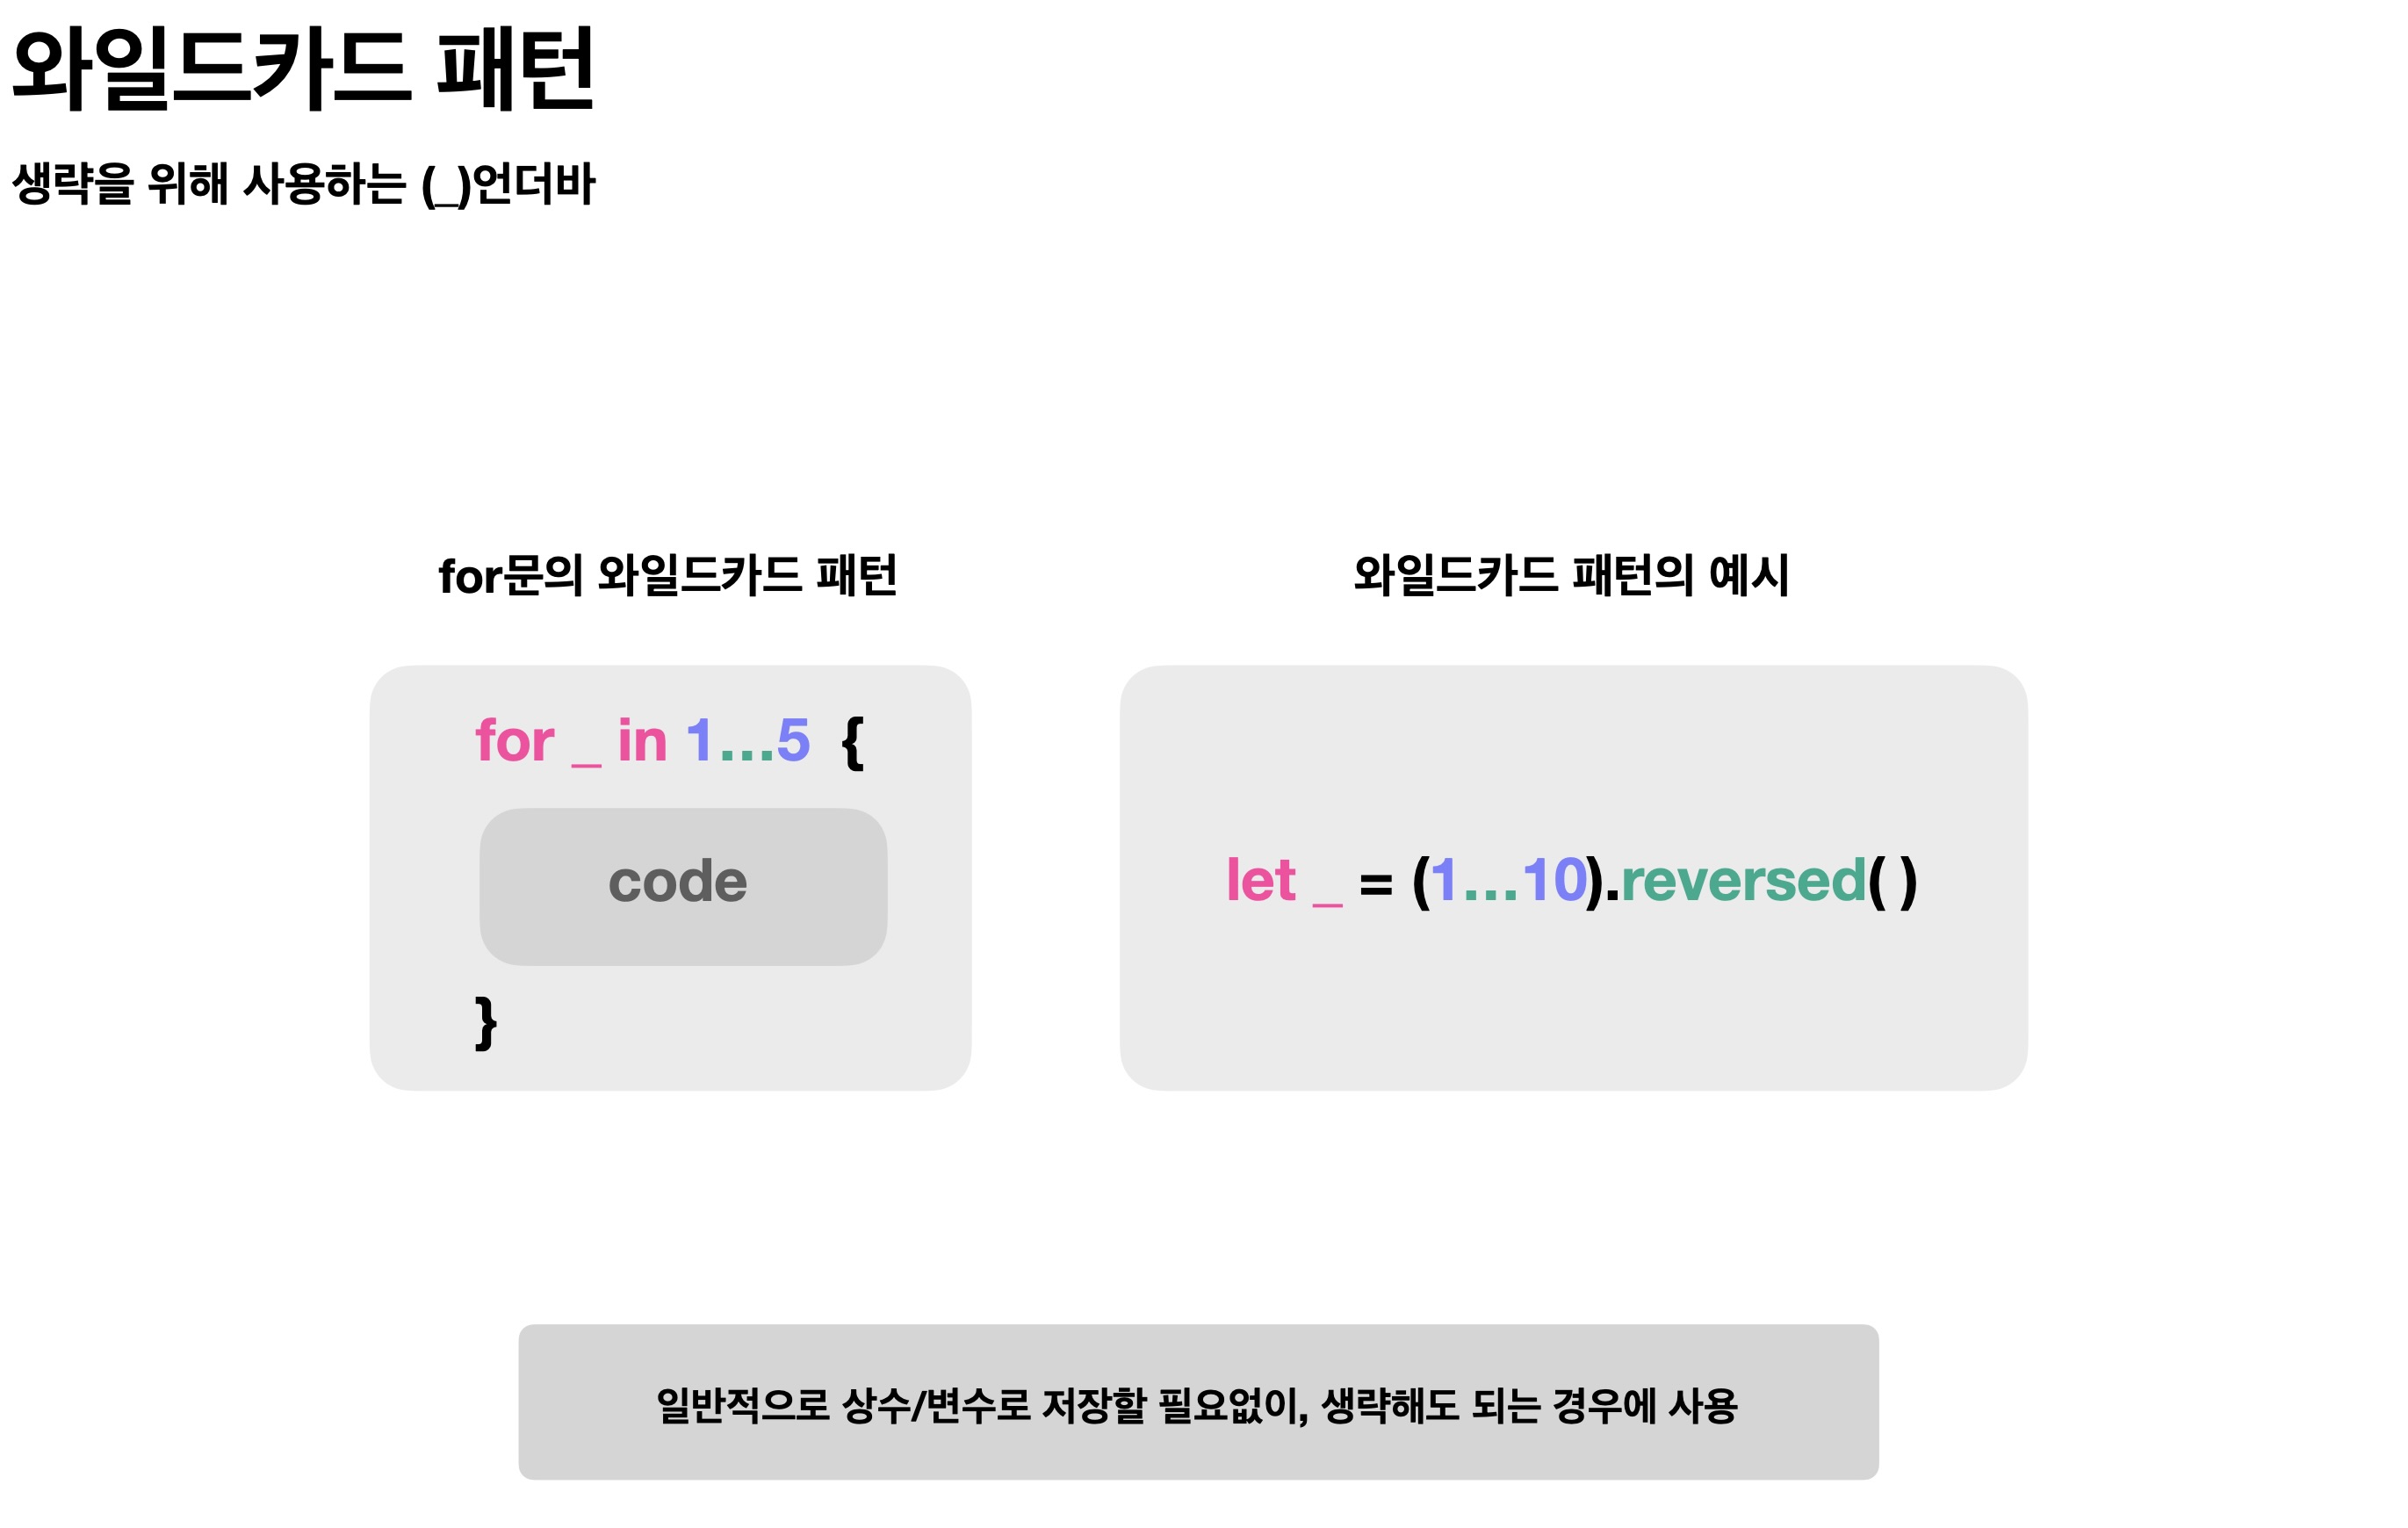 와일드카드 패턴
생략을 위해 사용하는 (_)언더바
for문의 와일드카드 패턴
for _ in 1...5 {
code
}
와일드카드 패턴의 예시
let _ = (1...10).reversed( )
일반적으로 상수/변수로 저장할 필요없이, 생략해도 되는 경우에 사용